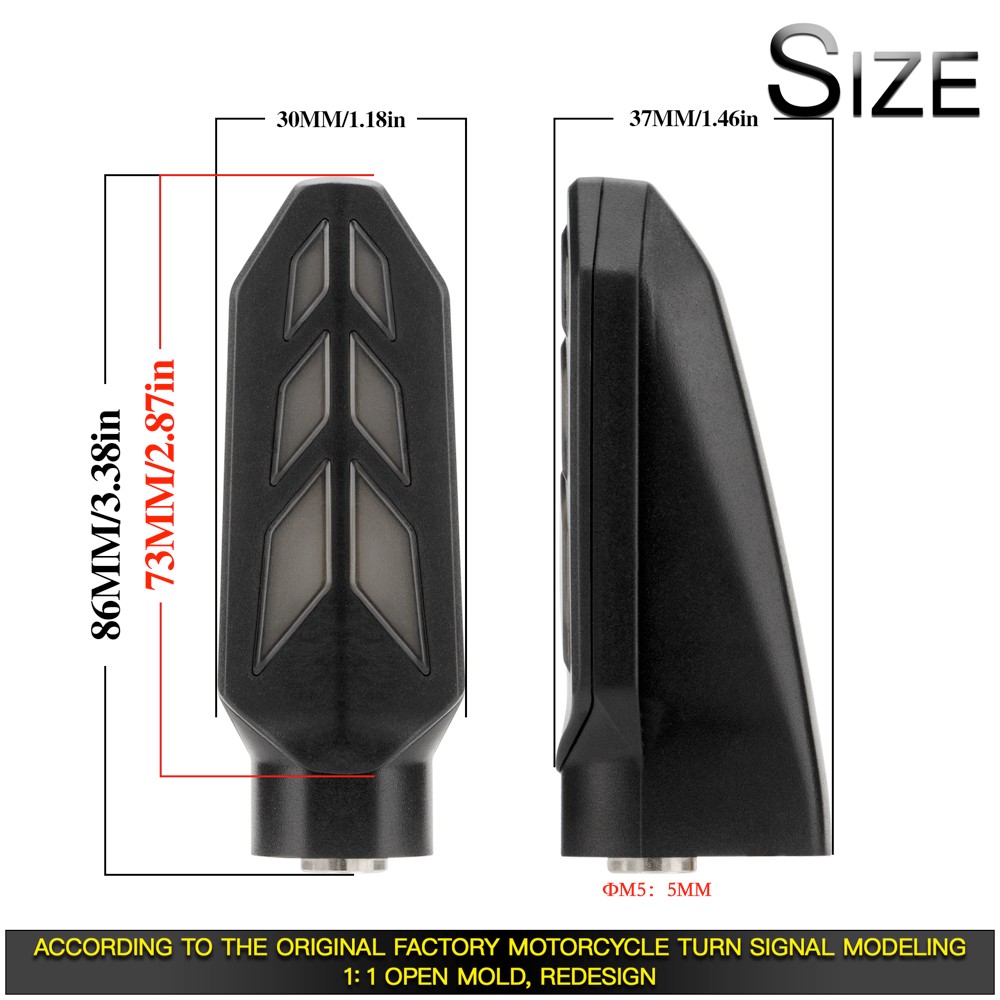 SIZE
30MM/1.18in
37MM/1.46in
86MM/3.38in
73MM/2.87in
ΦM5：5MM
ACCORDING TO THE ORIGINAL FACTORY MOTORCYCLE TURN SIGNAL MODELING
1: 1 OPEN MOLD, REDESIGN